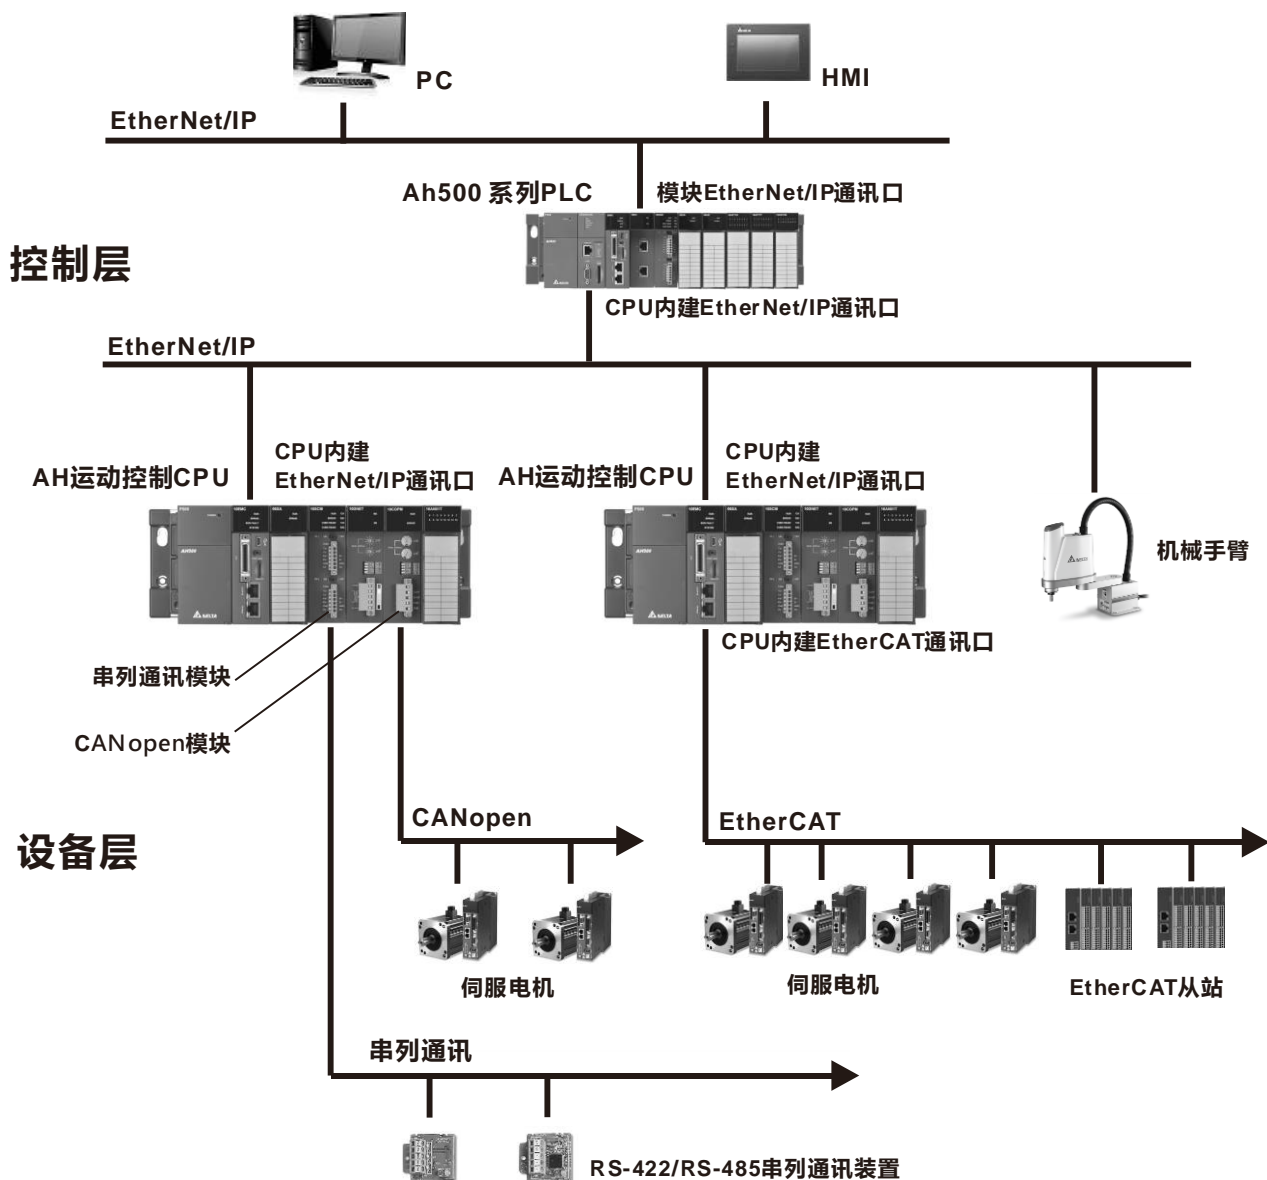 PC
HMI
EtherNet/IP
Ah500 系列PLC
模块EtherNet/IP通讯口
控制层
CPU内建EtherNet/IP通讯口
EtherNet/IP
CPU内建
EtherNet/IP通讯口
AH运动控制CPU
CPU内建
EtherNet/IP通讯口
AH运动控制CPU
机械手臂
CPU内建EtherCAT通讯口
串列通讯模块
CANopen模块
设备层
CANopen
EtherCAT
伺服电机
伺服电机
EtherCAT从站
串列通讯
RS-422/RS-485串列通讯装置